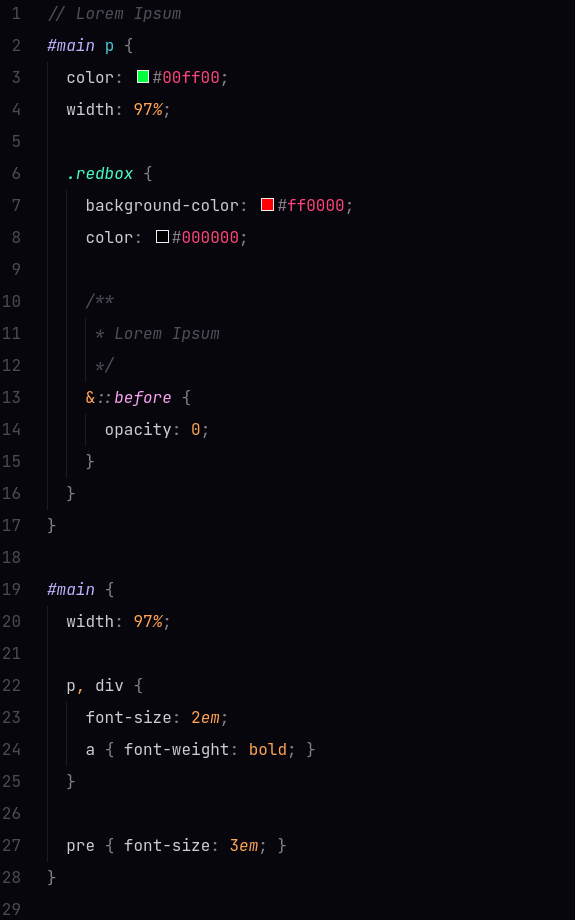 1 // Lorem Ipsum
2 #main p {
3   color: #00ff00;
4   width: 97%;
5
6   .redbox {
7     background-color: #ff0000;
8     color: #000000;
9
10     /**
11      * Lorem Ipsum
12      */
13     &::before {
14       opacity: 0;
15     }
16   }
17 }
18
19 #main {
20   width: 97%;
21
22   p, div {
23     font-size: 2em;
24     a { font-weight: bold; }
25   }
26
27   pre { font-size: 3em; }
28 }
29